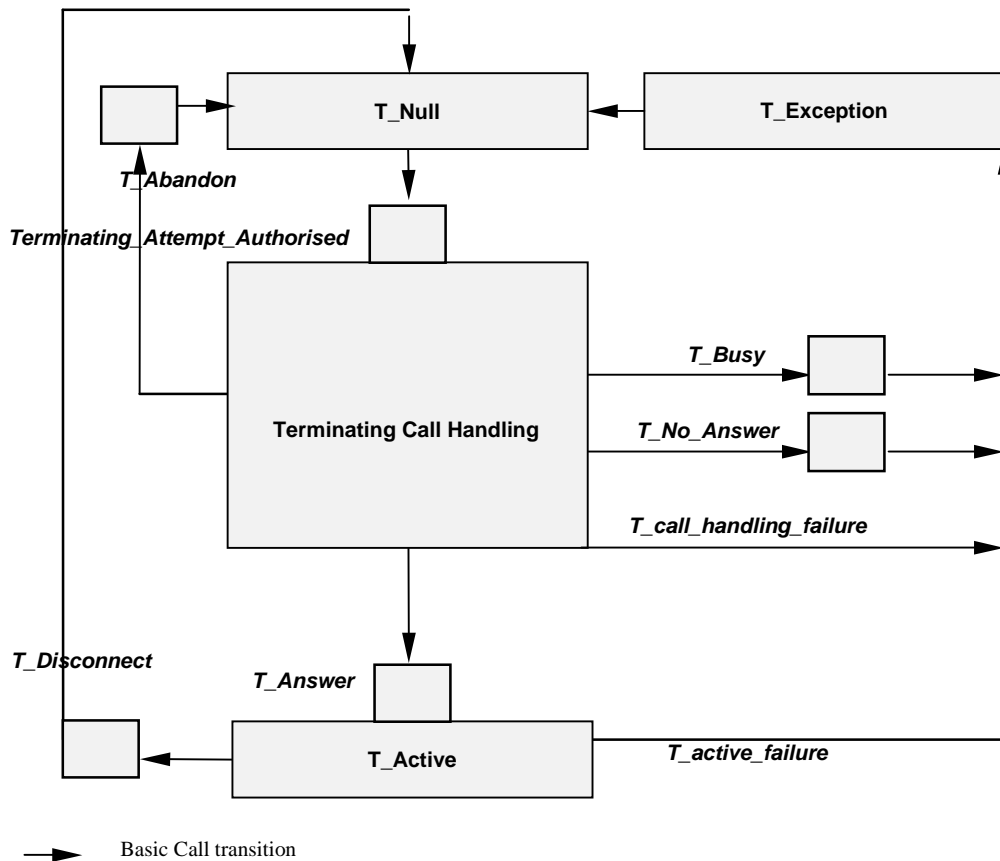 T_Null
T_Exception
T_Abandon
Terminating_Attempt_Authorised
T_Busy
Terminating Call Handling
T_No_Answer
T_call_handling_failure
T_Disconnect
T_Answer
T_Active
T_active_failure
Basic Call transition